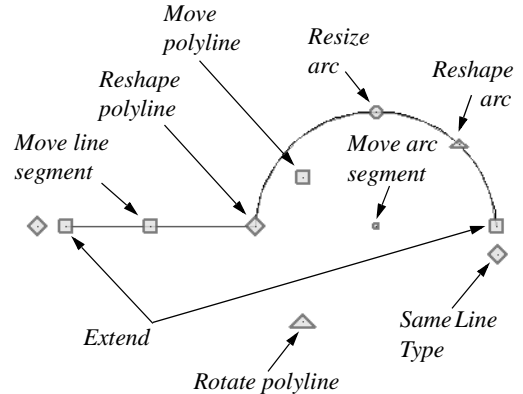 Move
polyline
Resize
arc
Reshape
polyline
Reshape
arc
Move line
segment
Move arc
segment
Extend
Same Line
Type
Rotate polyline